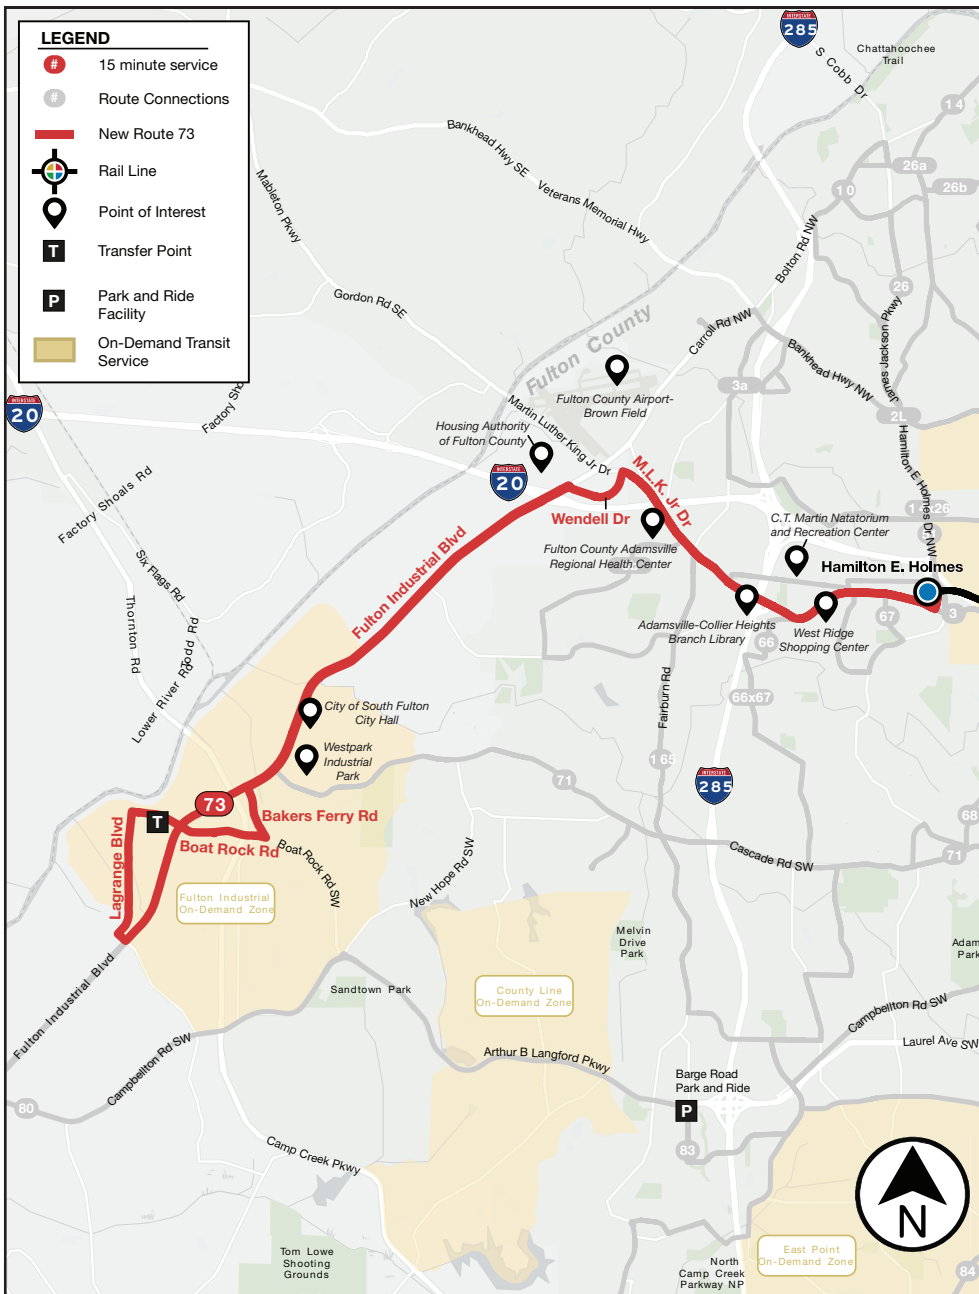 LEGEND
#
15 minute service
#
Route Connections
New Route 73
Rail Line
Point of Interest
T
Transfer Point
P
Park and Ride
Facility
On-Demand Transit
Service
INTERSTATE
285
S Cobb Dr
Chattahoochee
Trail
14
26a
26b
10
Bankhead Hwy SE
Veterans Memorial Hwy
Mableton Pkwy
Bolton Rd NW
Gordon Rd SE
26
James Jackson Pkwy
Fulton County
Carroll Rd NW
Bankhead Hwy NW
3a
2L
Fulton County Airport-
Brown Field
Martin Luther King Jr Dr
Housing Authority
of Fulton County
INTERSTATE
20
Factory Sho
Hamilton E Holmes Dr NW
INTERSTATE
20
M.L.K. Jr Dr
Factory Shoals Rd
Wendell Dr
C.T. Martin Natatorium
and Recreation Center
Fulton County Adamsville
Regional Health Center
Fulton Industrial Blvd
Hamilton E. Holmes
Six Flags Rd
Thornton Rd
Todd Rd
Lower River Rd
Adamsville-Collier Heights
Branch Library
West Ridge
Shopping Center
66
67
3
Fairburn Rd
66x67
City of South Fulton
City Hall
Westpark
Industrial
Park
165
71
INTERSTATE
285
73
Bakers Ferry Rd
T
Boat Rock Rd
Boat Rock Rd SW
Lagrange Blvd
68
71
Cascade Rd SW
New Hope Rd SW
Fulton Industrial
On-Demand Zone
Melvin
Drive
Park
Adam
Park
Fulton Industrial Blvd
Sandtown Park
County Line
On-Demand Zone
Campbellton Rd SW
Campbellton Rd SW
Laurel Ave SW
Arthur B Langford Pkwy
Barge Road
Park and Ride
P
80
83
Camp Creek Pkwy
N
Tom Lowe
Shooting
Grounds
North
Camp Creek
Parkway NP
East Point
On-Demand Zone
84